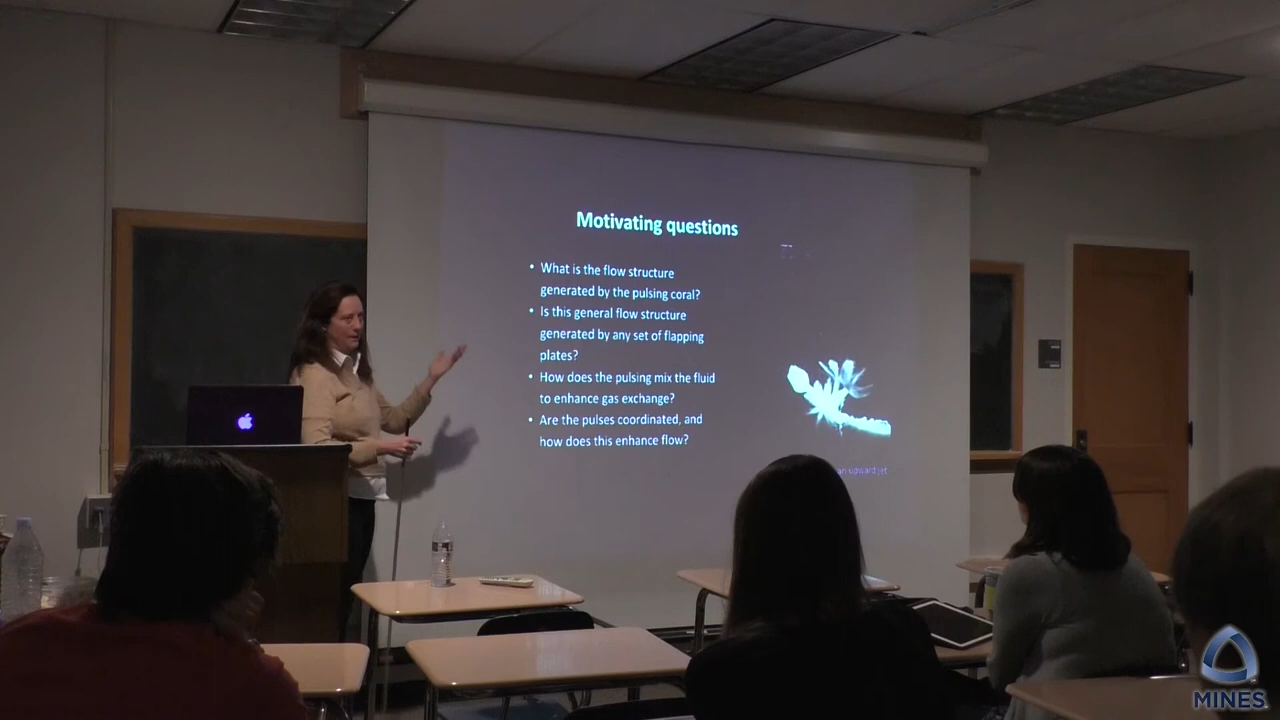 Motivating questions
• What is the flow structure
generated by the pulsing coral?
• Is this general flow structure
generated by any set of flapping
plates?
• How does the pulsing mix the fluid
to enhance gas exchange?
• Are the pulses coordinated, and
how does this enhance flow?
an upward jet
MINES